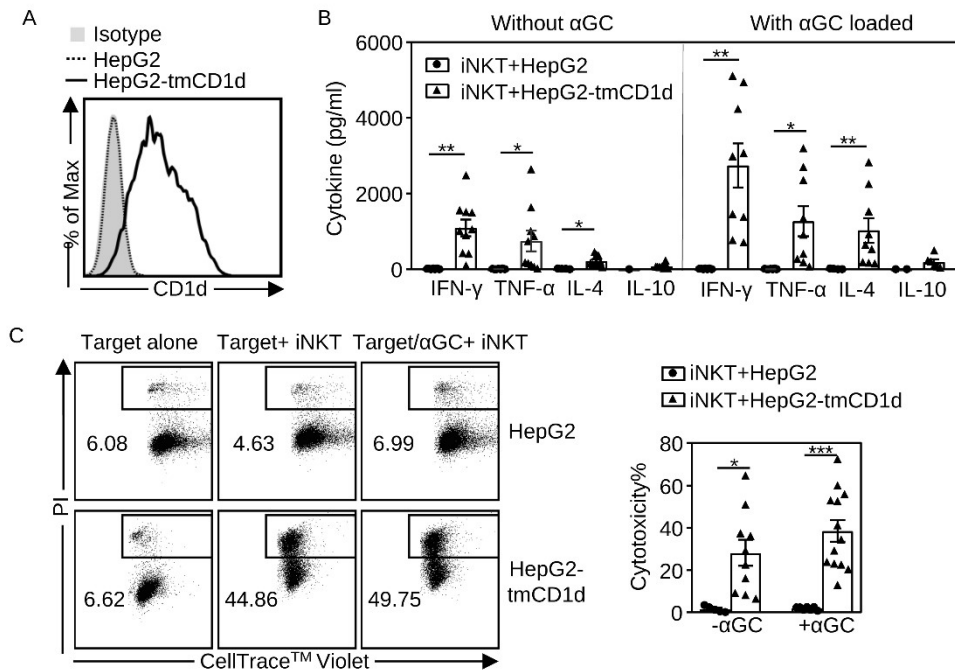 A
Isotype
HepG2
HepG2-tmCD1d
% of Max
CD1d
B
Without αGC
With αGC loaded
6000
4000
2000
0
Cytokine (pg/ml)
iNKT+HepG2
iNKT+HepG2-tmCD1d
** * *
** * **
IFN-γ TNF-α IL-4 IL-10 IFN-γ TNF-α IL-4 IL-10
C
Target alone Target+ iNKT Target/αGC+ iNKT
6.08 4.63 6.99
HepG2
PI
6.62 44.86 49.75
HepG2-
tmCD1d
CellTrace™ Violet
iNKT+HepG2
iNKT+HepG2-tmCD1d
80
60
40
20
0
Cytotoxicity%
* ***
-αGC +αGC